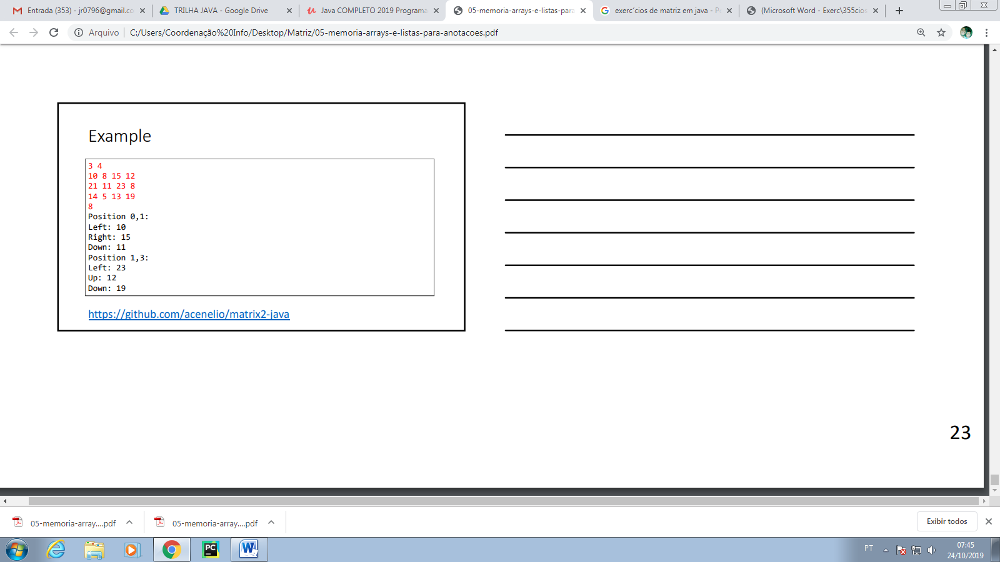 Entrada (353) - jr0796@gmail.co
TRILHA JAVA - Google Drive
Java COMPLETO 2019 Programa
05-memoria-arrays-e-listas-para
exerc´cios de matriz em java - Pe
(Microsoft Word - Exerc\355cios
Arquivo
C:/Users/Coordenação%20Info/Desktop/Matriz/05-memoria-arrays-e-listas-para-anotacoes.pdf
Example
3 4
10 8 15 12
21 11 23 8
14 5 13 19
8
Position 0,1:
Left: 10
Right: 15
Down: 11
Position 1,3:
Left: 23
Up: 12
Down: 19
https://github.com/acenelio/matrix2-java
23
05-memoria-array....pdf
05-memoria-array....pdf
Exibir todos
PC
W
PT
07:45
24/10/2019